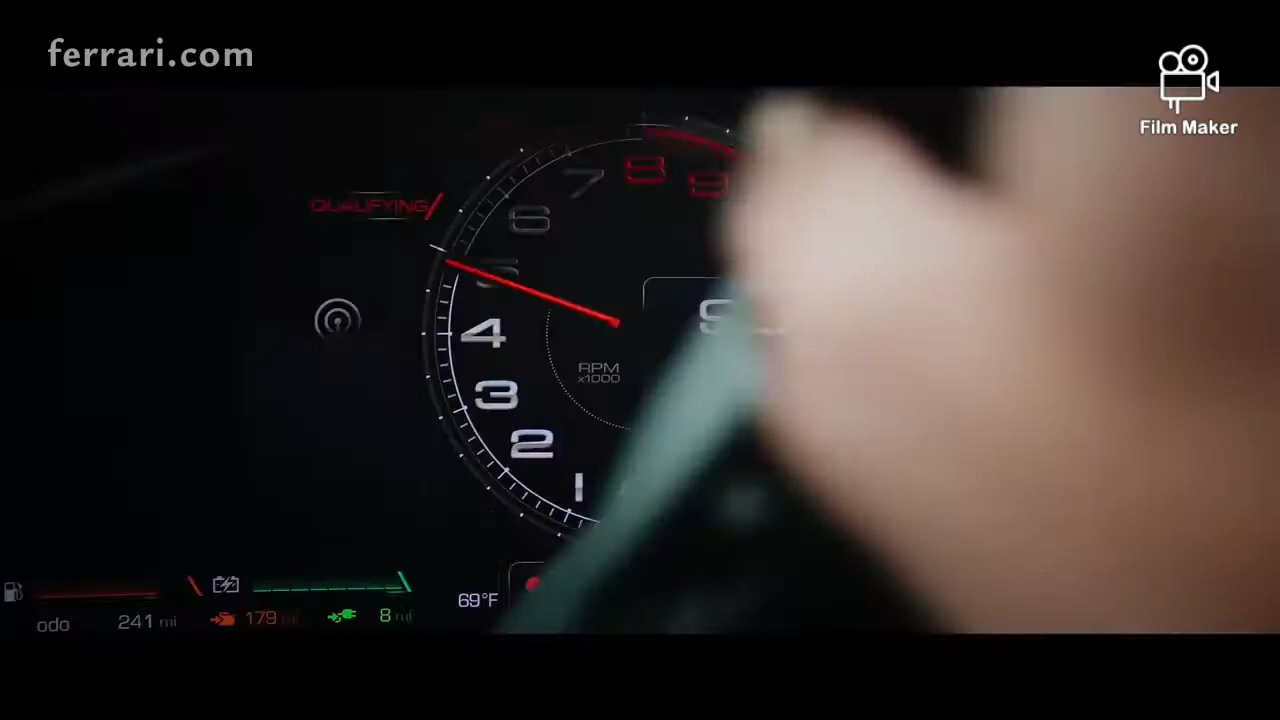 ferrari.com
Film Maker
QUALIFYING
8
9
7
6
5
4
RPM
x1000
3
2
1
69°F
odo 241 mi 179 8 mi